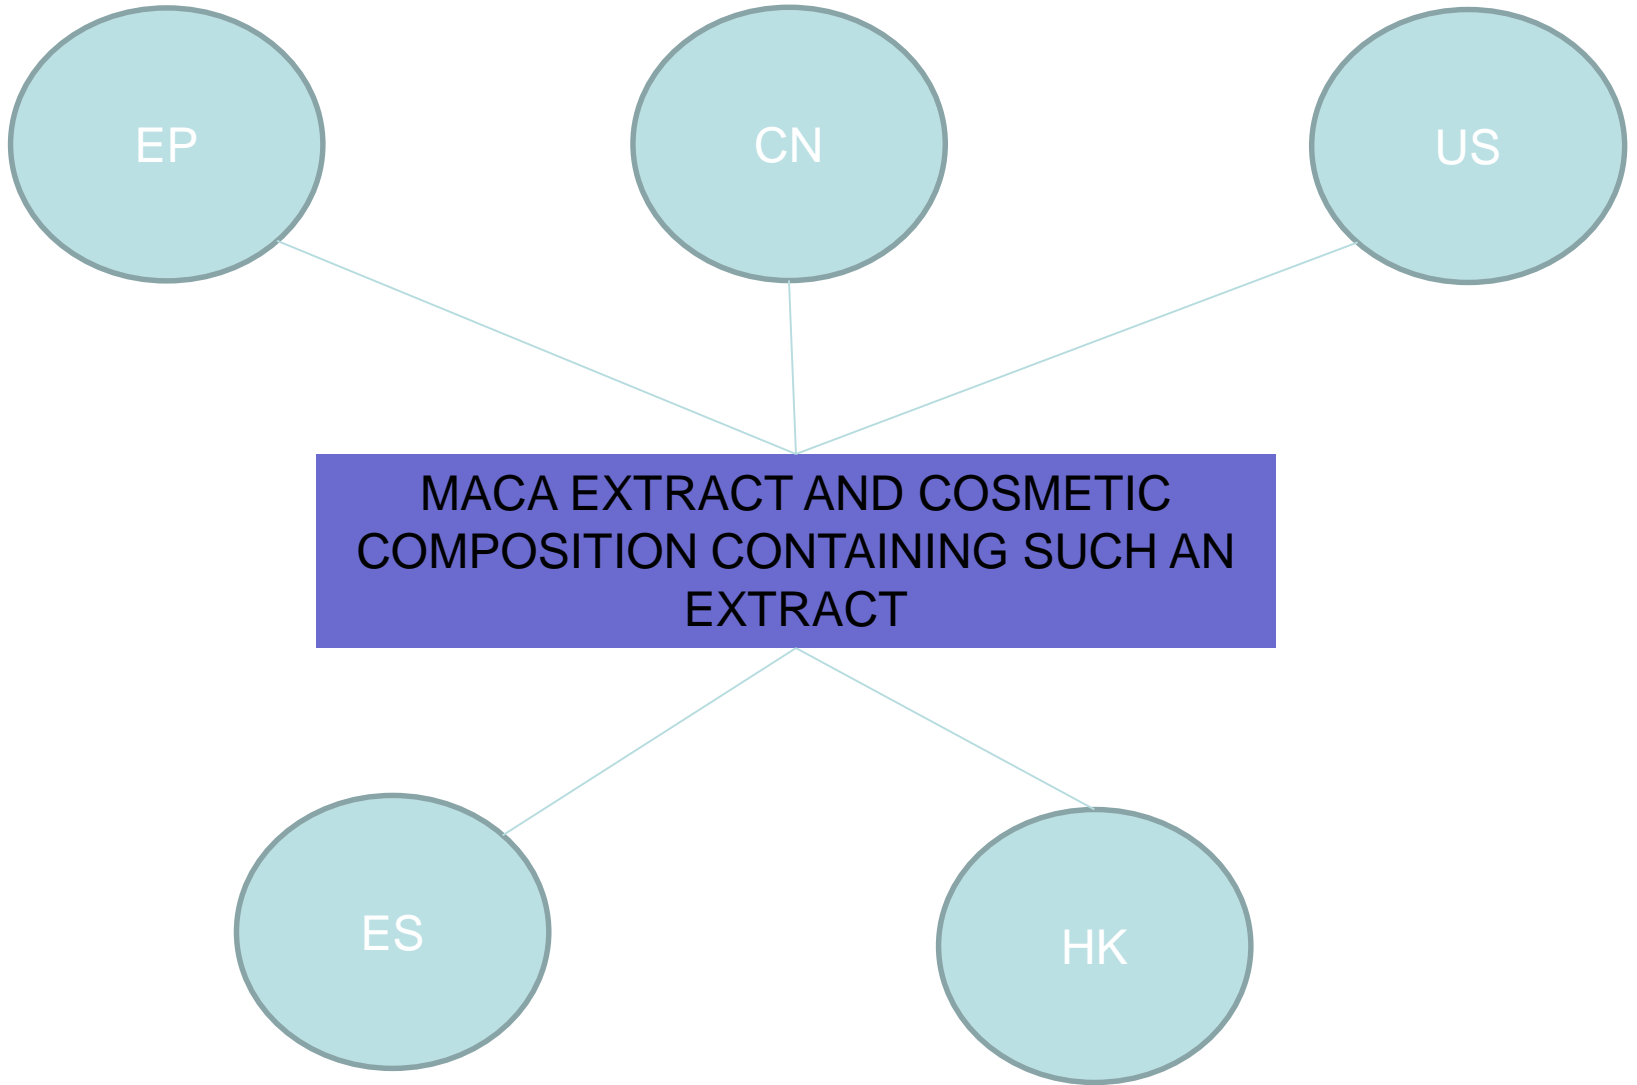 EP
CN
US
MACA EXTRACT AND COSMETIC
COMPOSITION CONTAINING SUCH AN
EXTRACT
ES
HK